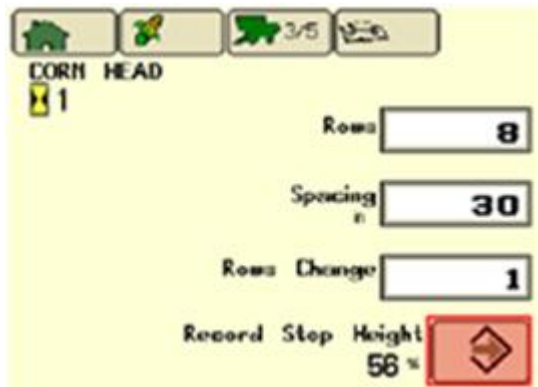 3/5
CORN HEAD
1
Rows 8
Spacing 30
Rows Change 1
Record Stop Height
56 %